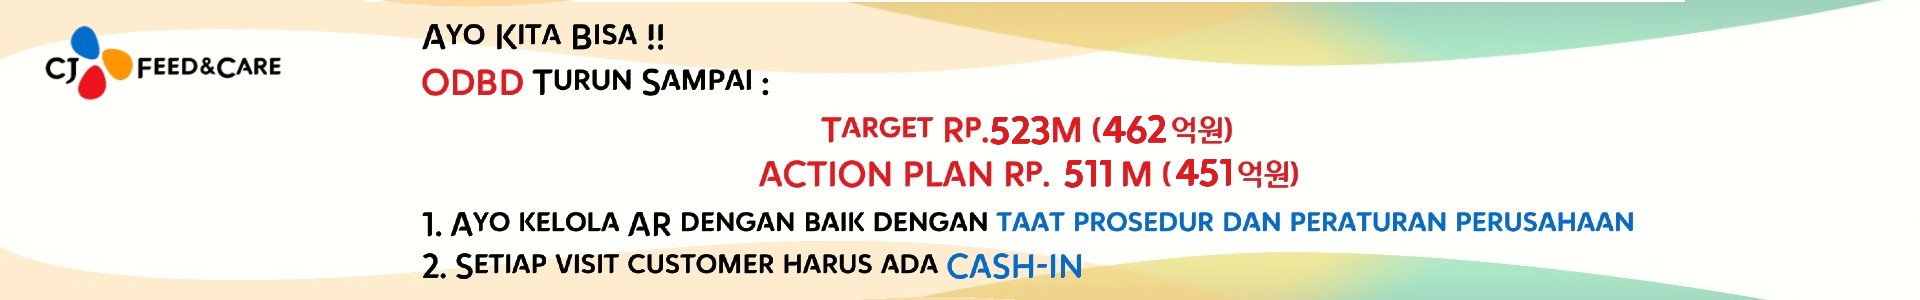 CJ FEED&CARE
AYO KITA BISA !!
ODBD TURUN SAMPAI :
TARGET RP.523M (462억원)
ACTION PLAN RP. 511 M (451억원)
1. AYO KELOLA AR DENGAN BAIK DENGAN TAAT PROSEDUR DAN PERATURAN PERUSAHAAN
2. SETIAP VISIT CUSTOMER HARUS ADA CASH-IN